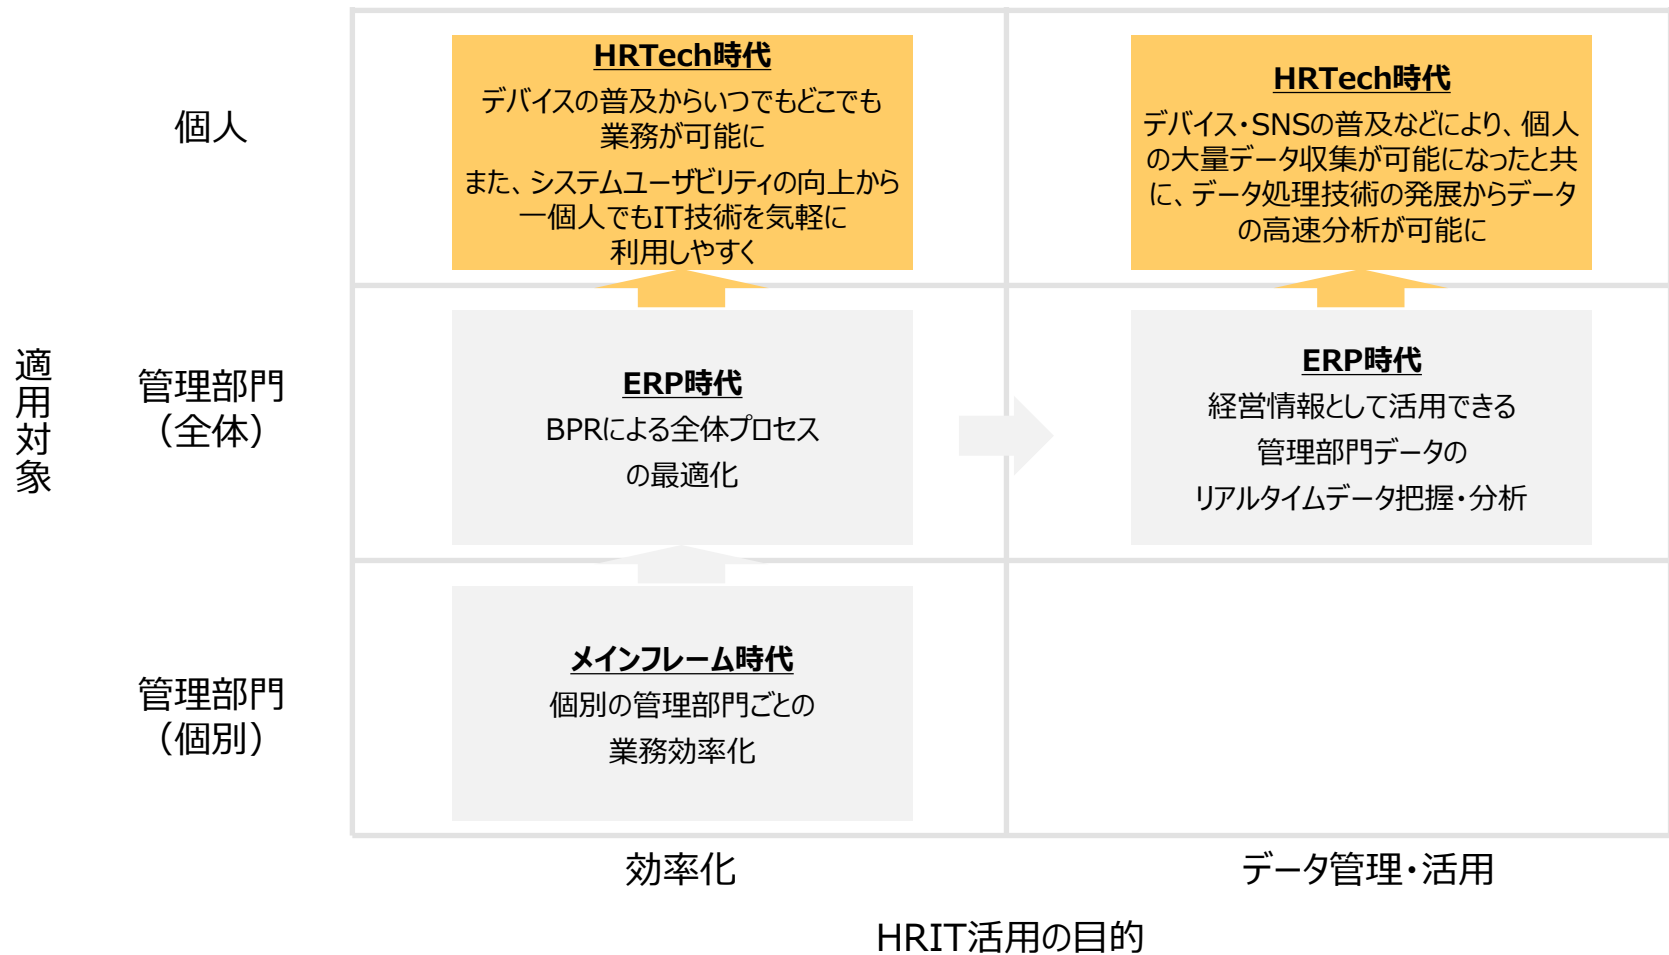 適用対象
個人
HRTech時代
デバイスの普及からいつでもどこでも
業務が可能に
また、システムユーザビリティの向上から
一個人でもIT技術を気軽に
利用しやすく
HRTech時代
デバイス・SNSの普及などにより、個人
の大量データ収集が可能になったと共
に、データ処理技術の発展からデータ
の高速分析が可能に
管理部門
（全体）
ERP時代
BPRによる全体プロセス
の最適化
ERP時代
経営情報として活用できる
管理部門データの
リアルタイムデータ把握・分析
管理部門
（個別）
メインフレーム時代
個別の管理部門ごとの
業務効率化
効率化
データ管理・活用
HRIT活用の目的